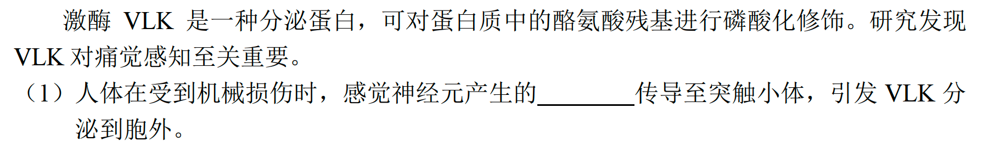 激酶 VLK 是一种分泌蛋白，可对蛋白质中的酪氨酸残基进行磷酸化修饰。研究发现
VLK 对痛觉感知至关重要。
（1）人体在受到机械损伤时，感觉神经元产生的________传导至突触小体，引发 VLK 分
泌到胞外。